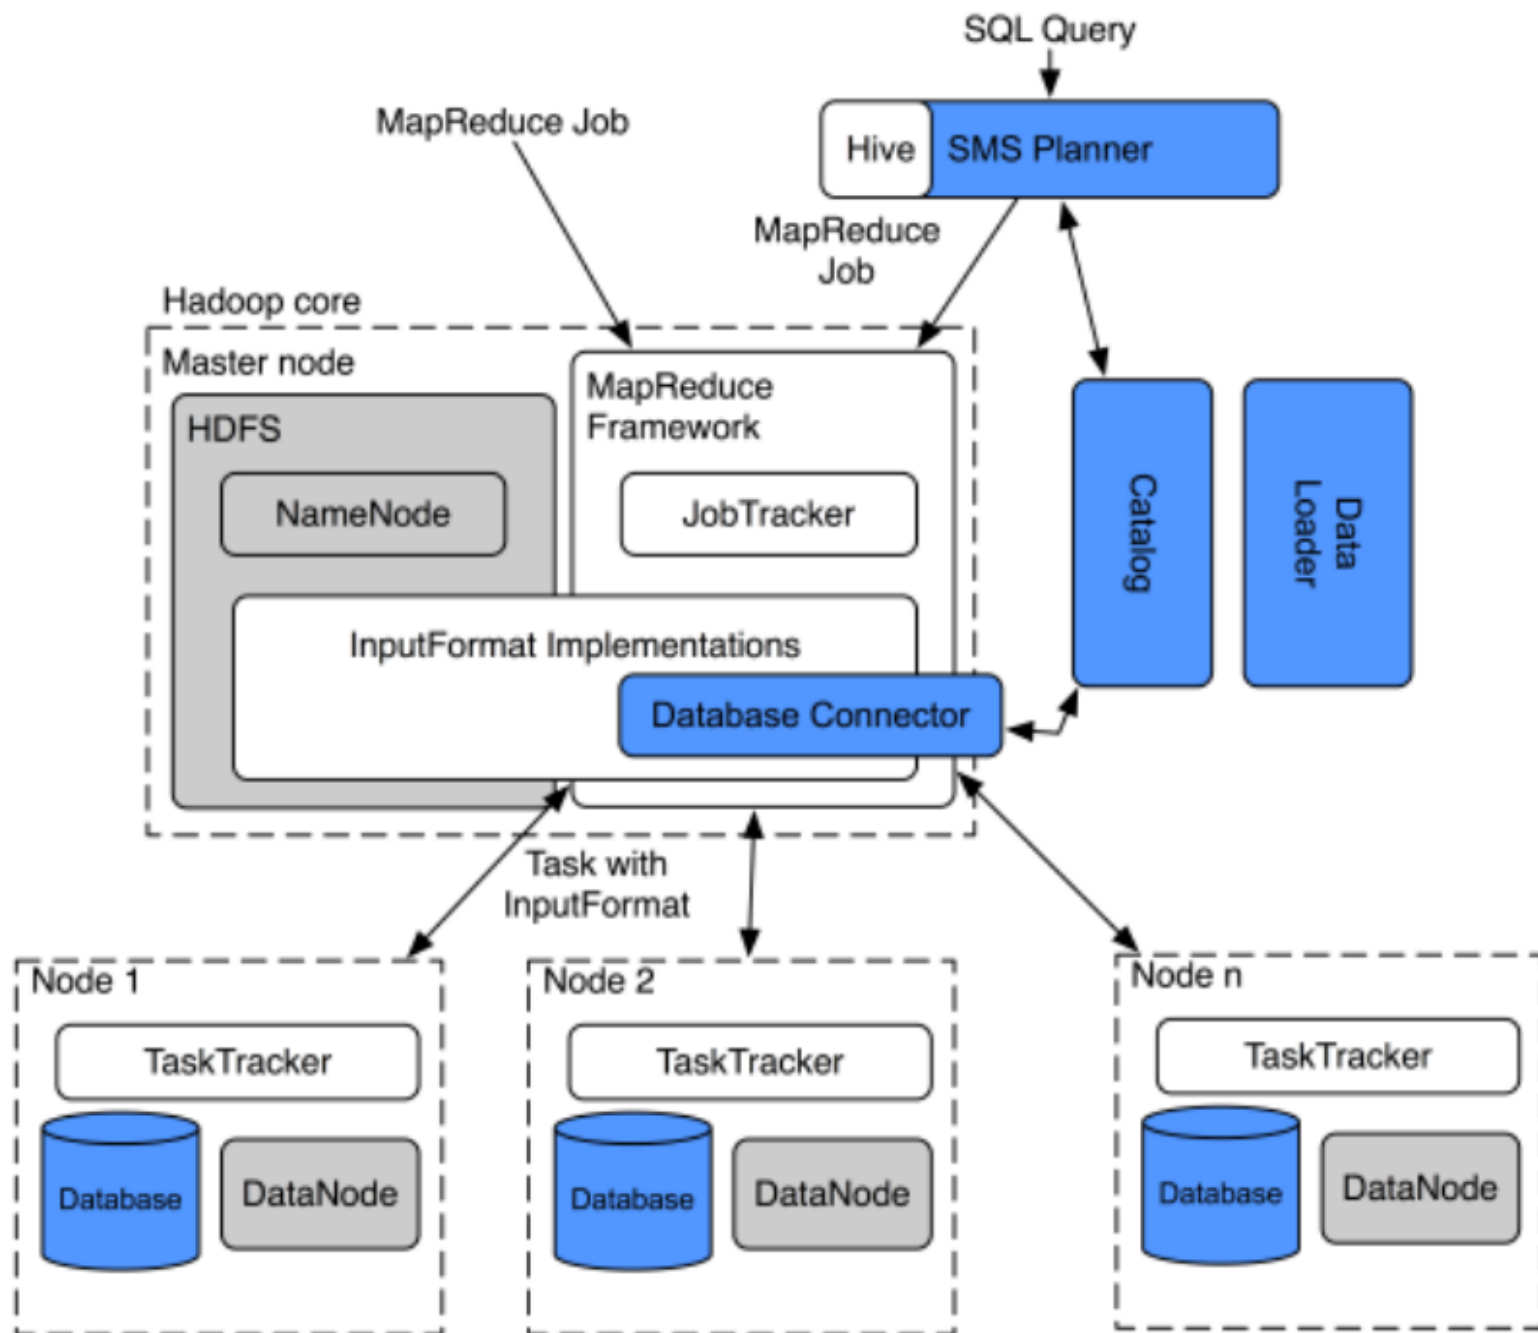 SQL Query
MapReduce Job
Hive
SMS Planner
MapReduce
Job
Hadoop core
Master node
HDFS
MapReduce
Framework
NameNode
JobTracker
Catalog
Data
Loader
InputFormat Implementations
Database Connector
Task with
InputFormat
Node 1
TaskTracker
Database
DataNode
Node 2
TaskTracker
Database
DataNode
Node n
TaskTracker
Database
DataNode